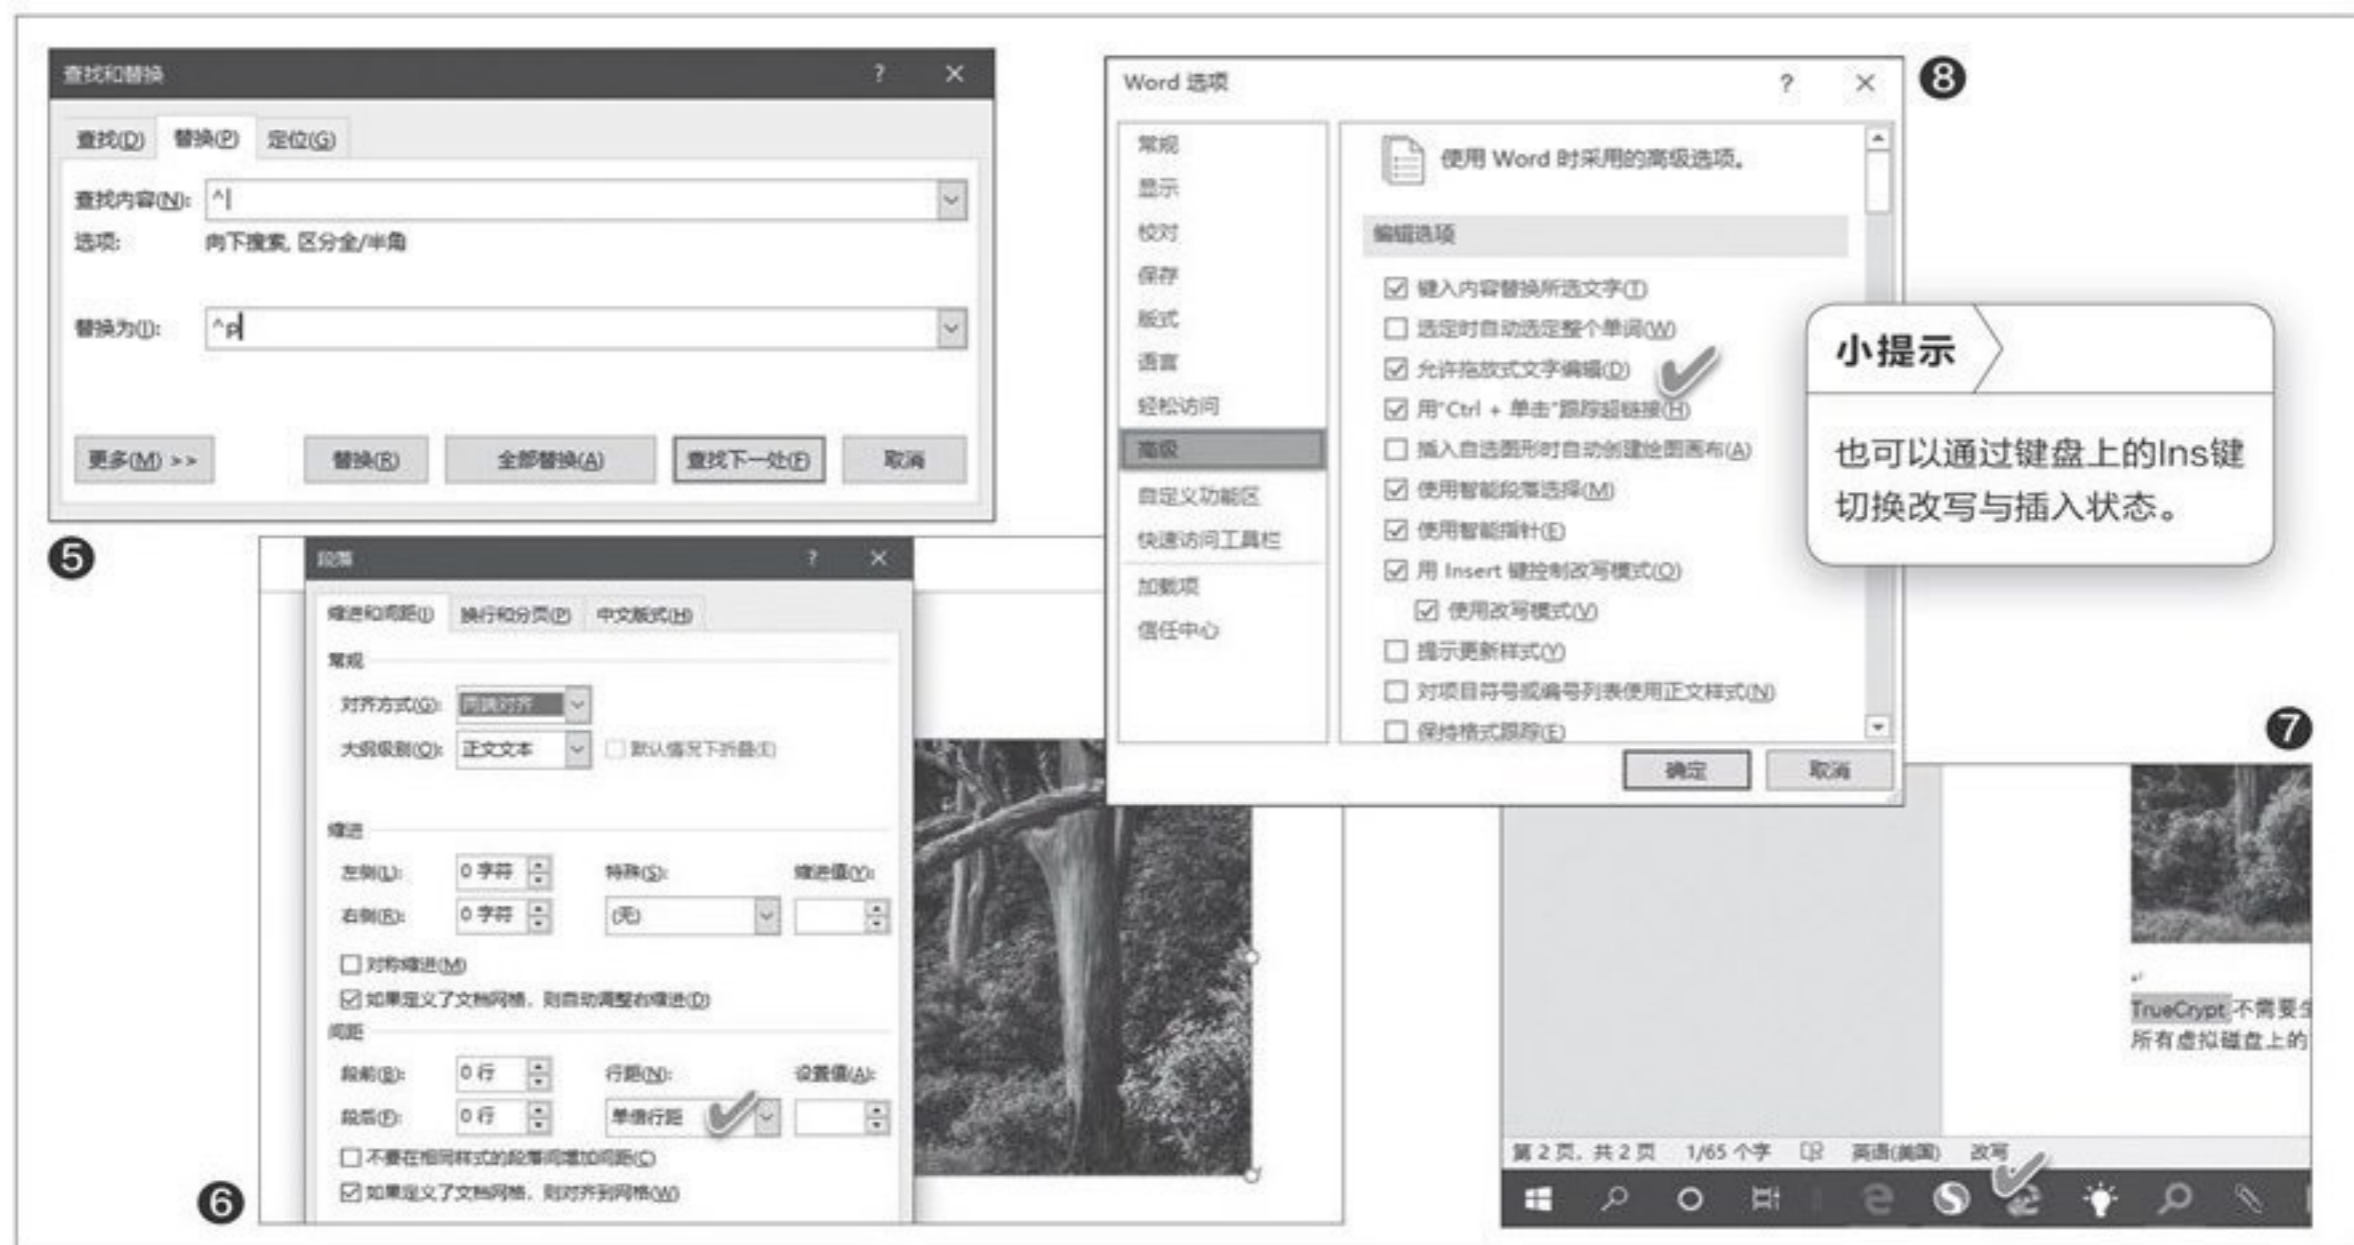 查找和替换
查找(D) 替换(P) 定位(G)
查找内容(N): ^l
选项: 向下搜索, 区分全/半角
替换为(I): ^p
更多(M) >> 替换(R) 全部替换(A) 查找下一处(F) 取消
❺
段落
缩进和间距(I) 换行和分页(P) 中文版式(H)
常规
对齐方式(G): 两端对齐
大纲级别(O): 正文文本 默认情况下折叠(E)
缩进
左侧(L): 0 字符 特殊(S): 缩进值(Y):
右侧(R): 0 字符 (无)
对称缩进(M)
如果定义了文档网格，则自动调整右缩进(D)
间距
段前(B): 0 行 行距(N): 设置值(A):
段后(F): 0 行 单倍行距
不要在相同样式的段落间增加间距(C)
如果定义了文档网格，则对齐到网格(W)
❻
Word 选项
❽
常规
显示
校对
保存
版式
语言
轻松访问
高级
自定义功能区
快速访问工具栏
加载项
信任中心
使用 Word 时采用的高级选项。
编辑选项
键入内容替换所选文字(T)
选定时自动选定整个单词(W)
允许拖放式文字编辑(D)
用"Ctrl + 单击"跟踪超链接(H)
插入自选图形时自动创建绘图画布(A)
使用智能段落选择(M)
使用智能指针(E)
用 Insert 键控制改写模式(O)
使用改写模式(V)
提示更新样式(Y)
对项目符号或编号列表使用正文样式(N)
保持格式跟踪(E)
确定 取消
小提示
也可以通过键盘上的Ins键
切换改写与插入状态。
❼
TrueCrypt 不需要生
所有虚拟磁盘上的
第 2 页，共 2 页 1/65 个字 英语(美国) 改写